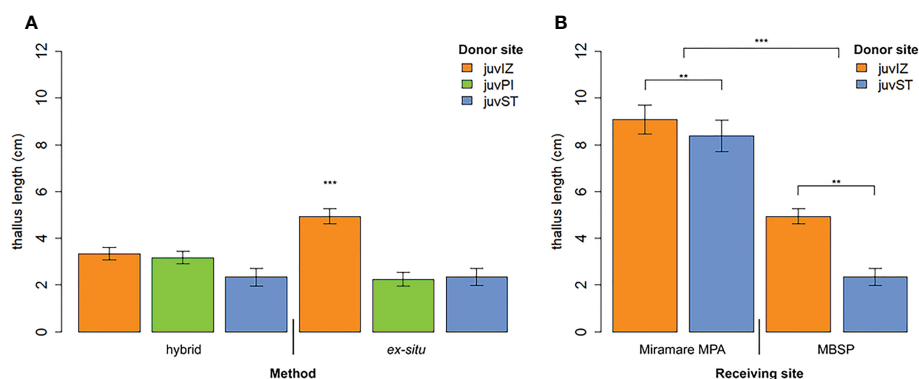 A
12
10
8
6
4
2
0
thallus length (cm)
Donor site
juvIZ
juvPI
juvST
***
hybrid
ex-situ
Method
B
12
10
8
6
4
2
0
thallus length (cm)
***
Donor site
juvIZ
juvST
**
**
Miramare MPA
MBSP
Receiving site